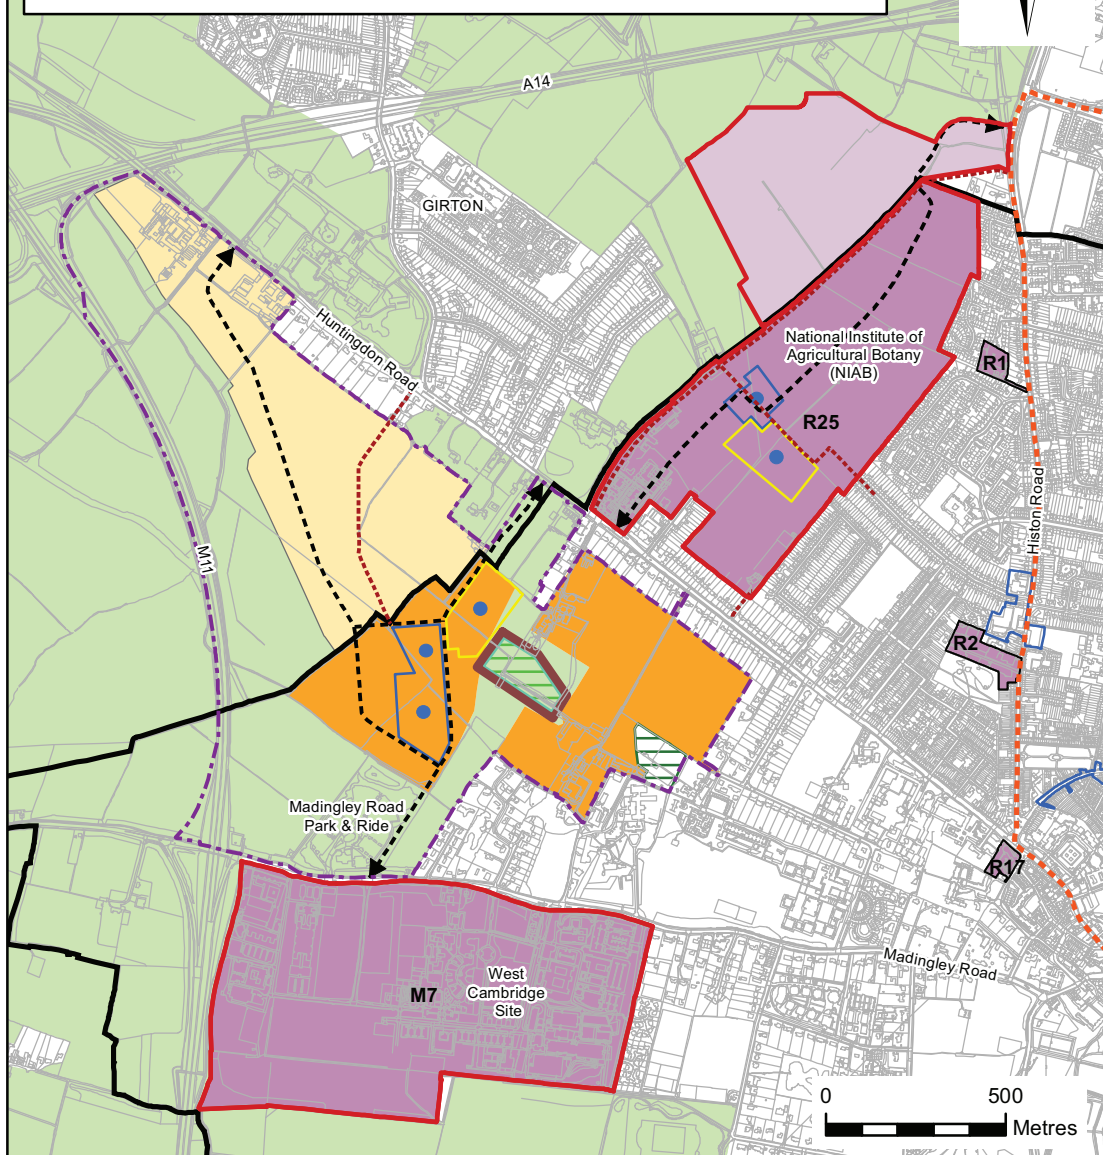 A14
GIRTON
Huntingdon Road
National Institute of
Agricultural Botany
(NIAB)
R1
R25
Histon Road
M11
R2
Madingley Road
Park & Ride
R17
Madingley Road
West
Cambridge
Site
M7
0 500
Metres